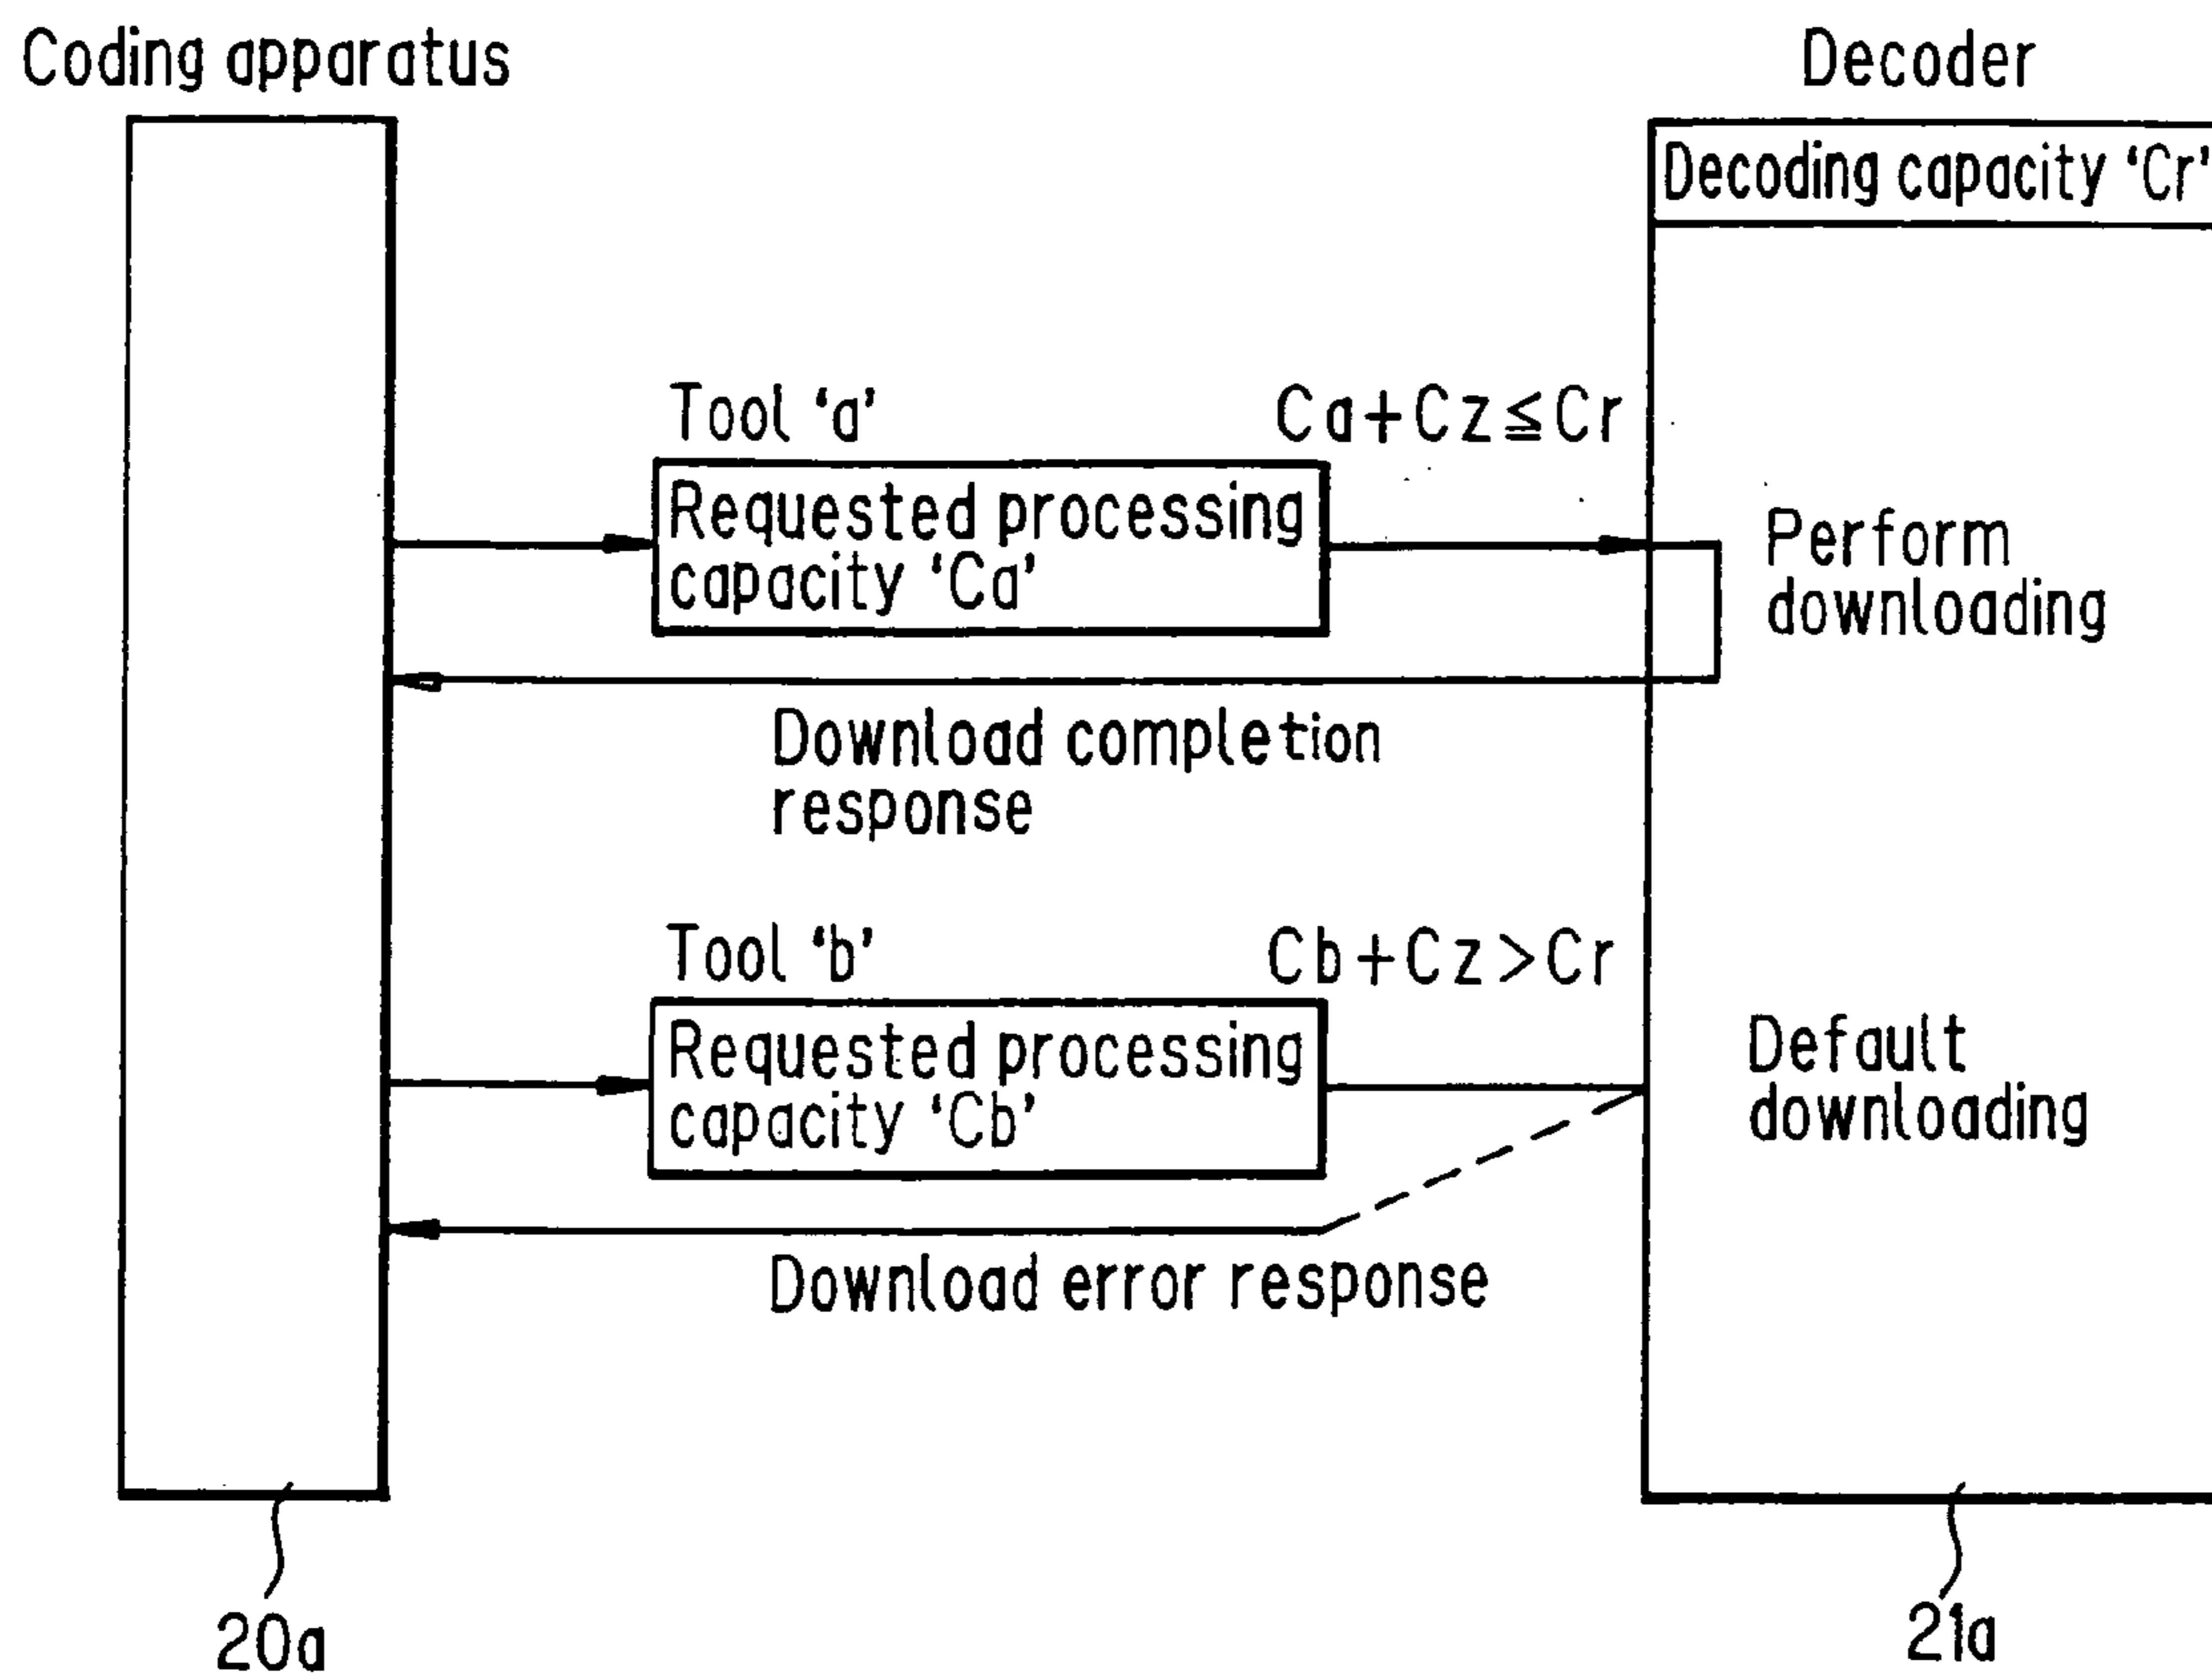 Coding apparatus
Decoder
Decoding capacity ‘Cr’
Tool ‘a’
Ca+Cz≦Cr
Requested processing
capacity ‘Ca’
Perform
downloading
Download completion
response
Tool ‘b’
Cb+Cz>Cr
Requested processing
capacity ‘Cb’
Default
downloading
Download error response
20a
21a